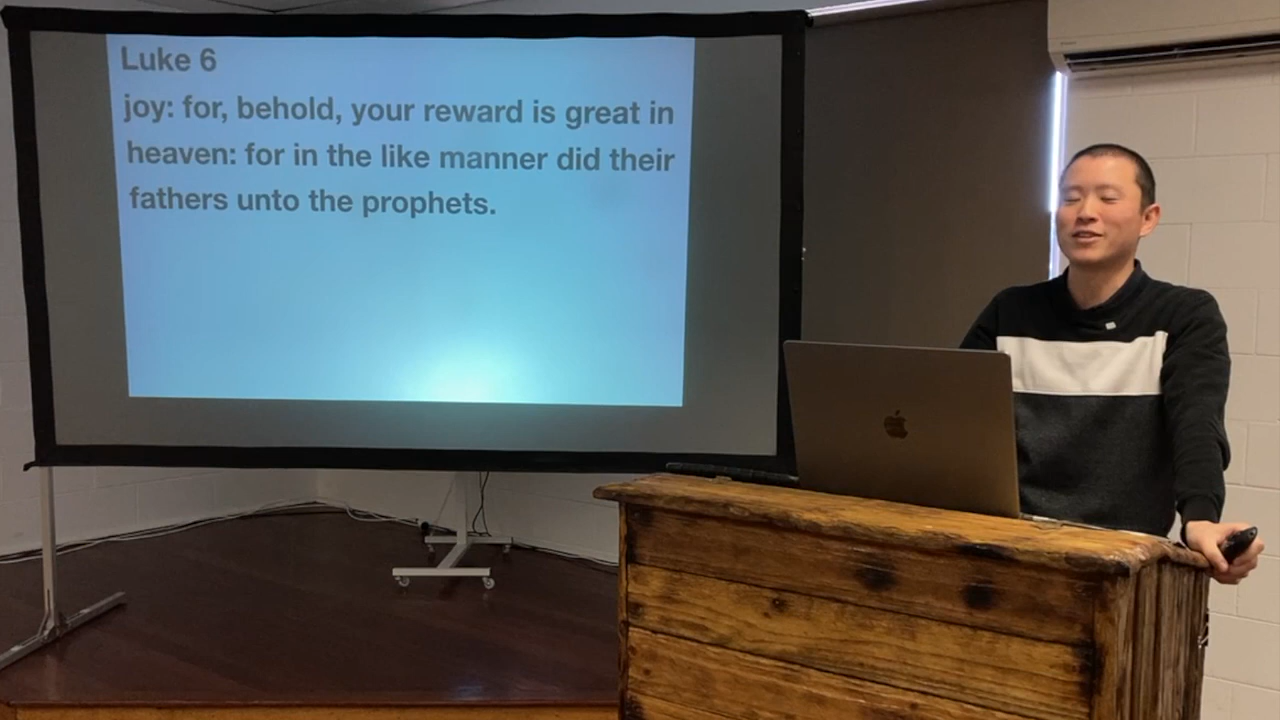 Luke 6
joy: for, behold, your reward is great in
heaven: for in the like manner did their
fathers unto the prophets.